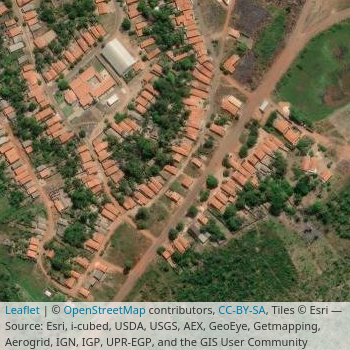 Leaflet | © OpenStreetMap contributors, CC-BY-SA, Tiles © Esri —
Source: Esri, i-cubed, USDA, USGS, AEX, GeoEye, Getmapping,
Aerogrid, IGN, IGP, UPR-EGP, and the GIS User Community